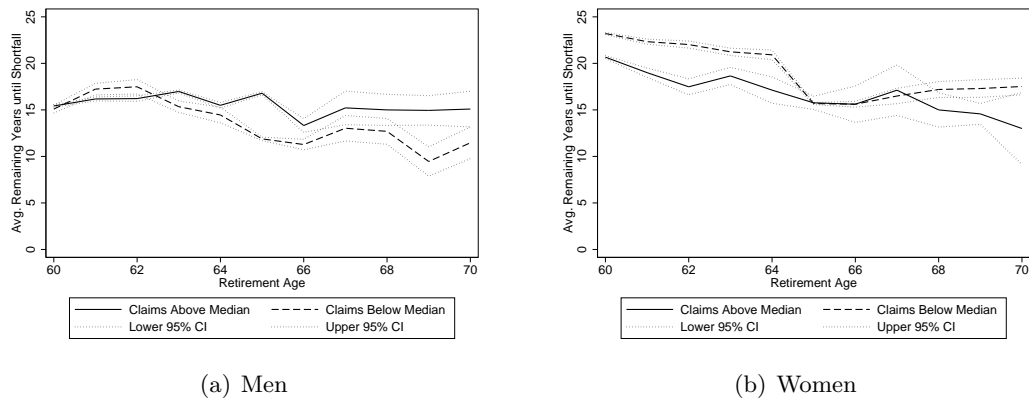 Avg. Remaining Years until Shortfall
25
20
15
10
5
0
60 62 64 66 68 70
Retirement Age
Claims Above Median Claims Below Median
Lower 95% CI Upper 95% CI
(a) Men
Avg. Remaining Years until Shortfall
25
20
15
10
5
0
60 62 64 66 68 70
Retirement Age
Claims Above Median Claims Below Median
Lower 95% CI Upper 95% CI
(b) Women